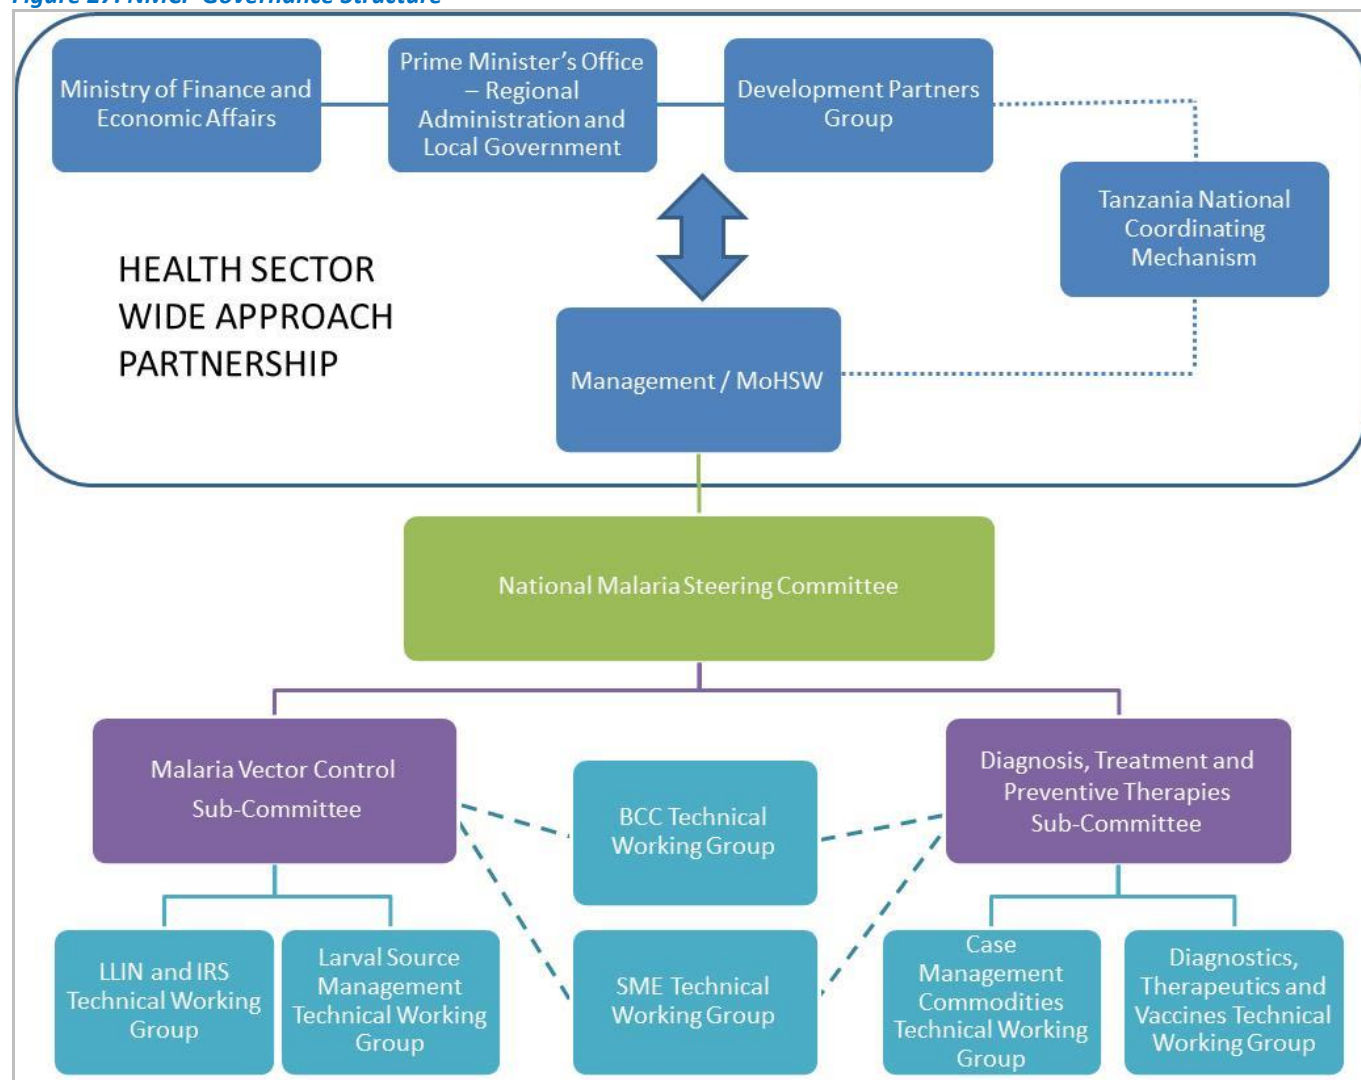 Ministry of Finance and
Economic Affairs
Prime Minister’s Office
– Regional
Administration and
Local Government
Development Partners
Group
Tanzania National
Coordinating
Mechanism
HEALTH SECTOR
WIDE APPROACH
PARTNERSHIP
Management / MoHSW
National Malaria Steering Committee
Malaria Vector Control
Sub-Committee
BCC Technical
Working Group
Diagnosis, Treatment and
Preventive Therapies
Sub-Committee
LLIN and IRS
Technical Working
Group
Larval Source
Management
Technical Working
Group
SME Technical
Working Group
Case
Management
Commodities
Technical Working
Group
Diagnostics,
Therapeutics and
Vaccines Technical
Working Group